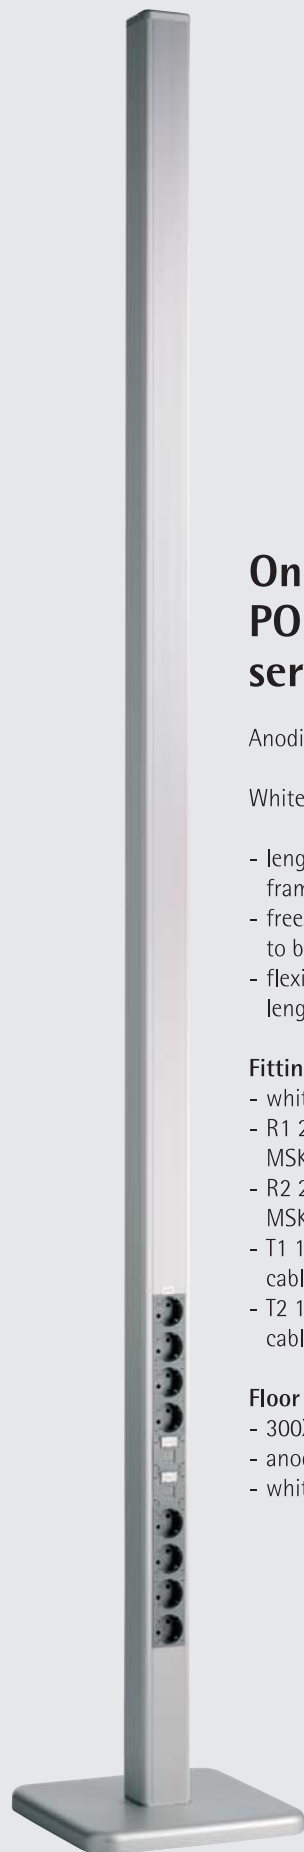 On
PO
ser
Anodi
White
- leng
fram
- free
to b
- flexi
leng
Fittin
- whit
- R1 2
MSK
- R2 2
MSK
- T1 1
cabl
- T2 1
cabl
Floor
- 300
- anod
- whit